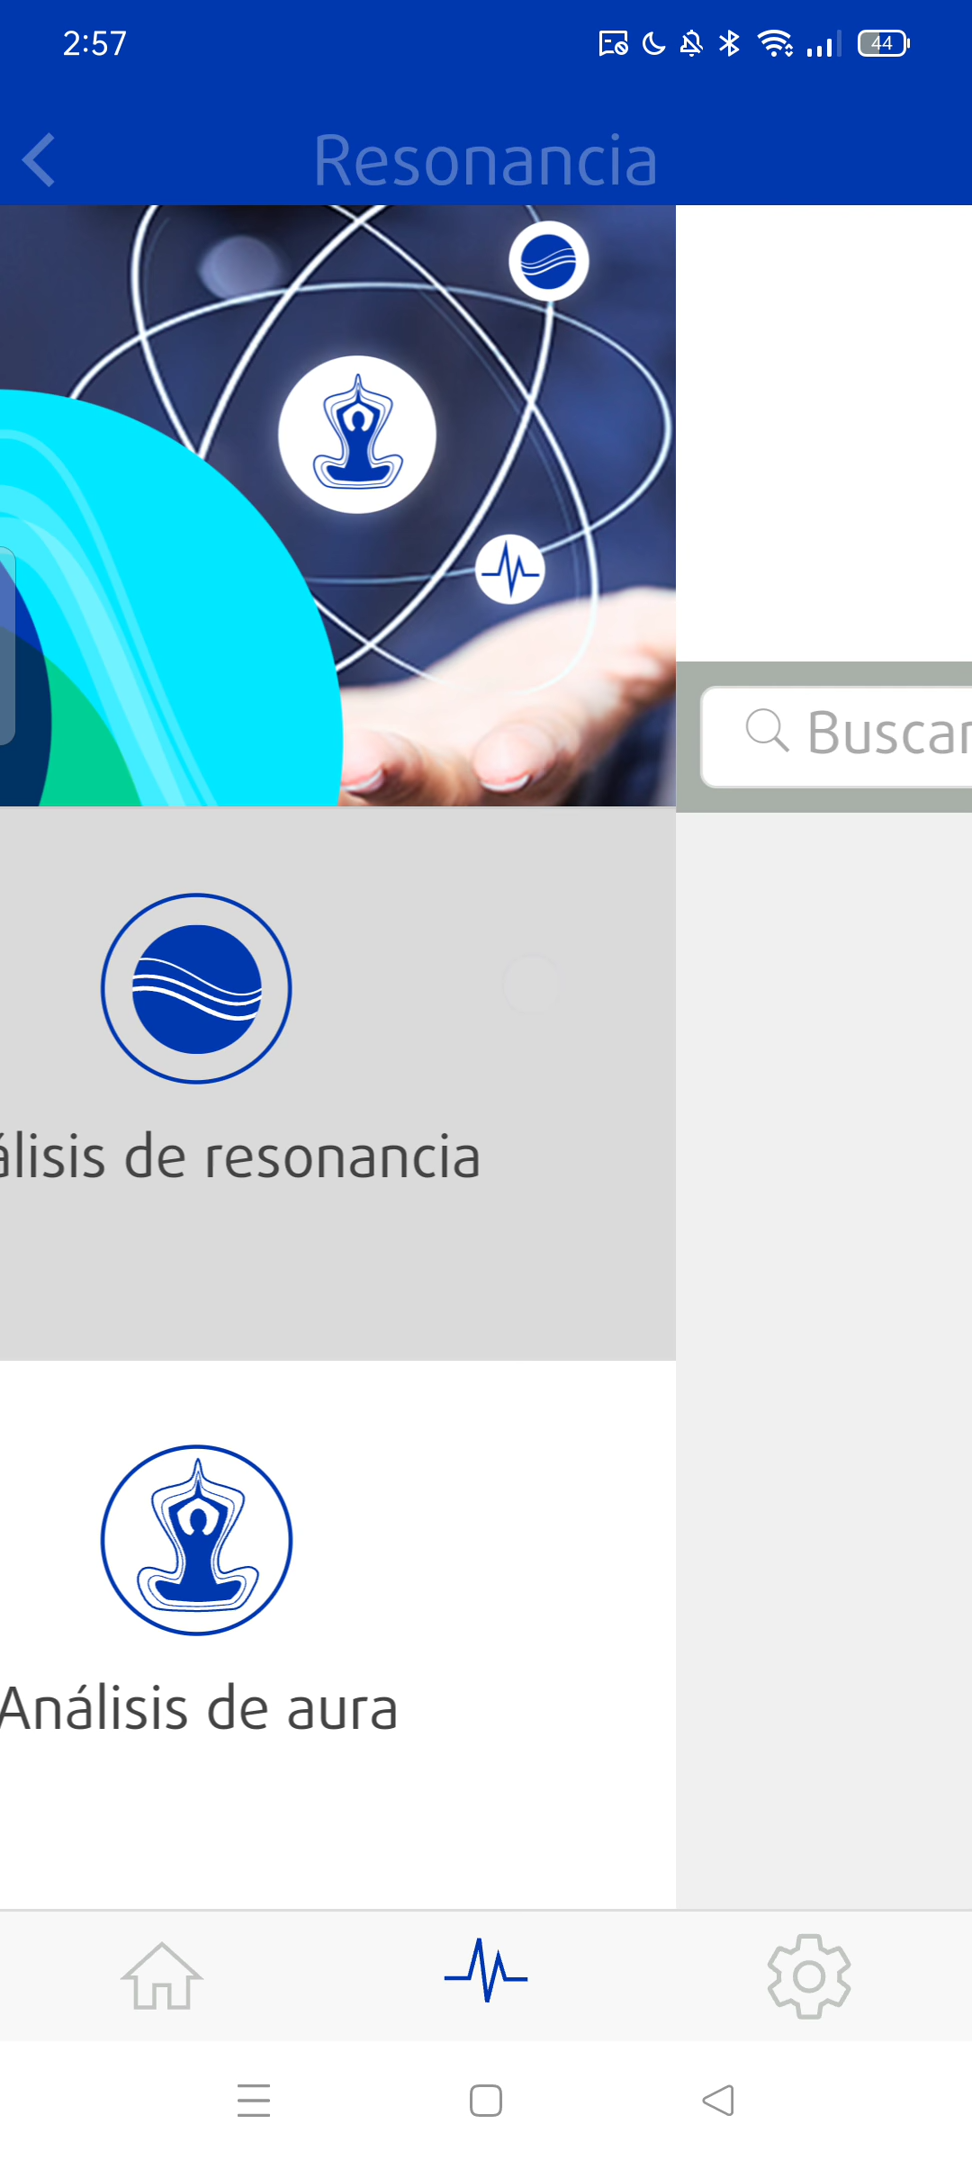 2:57
44
Resonancia
Buscar
álisis de resonancia
Análisis de aura